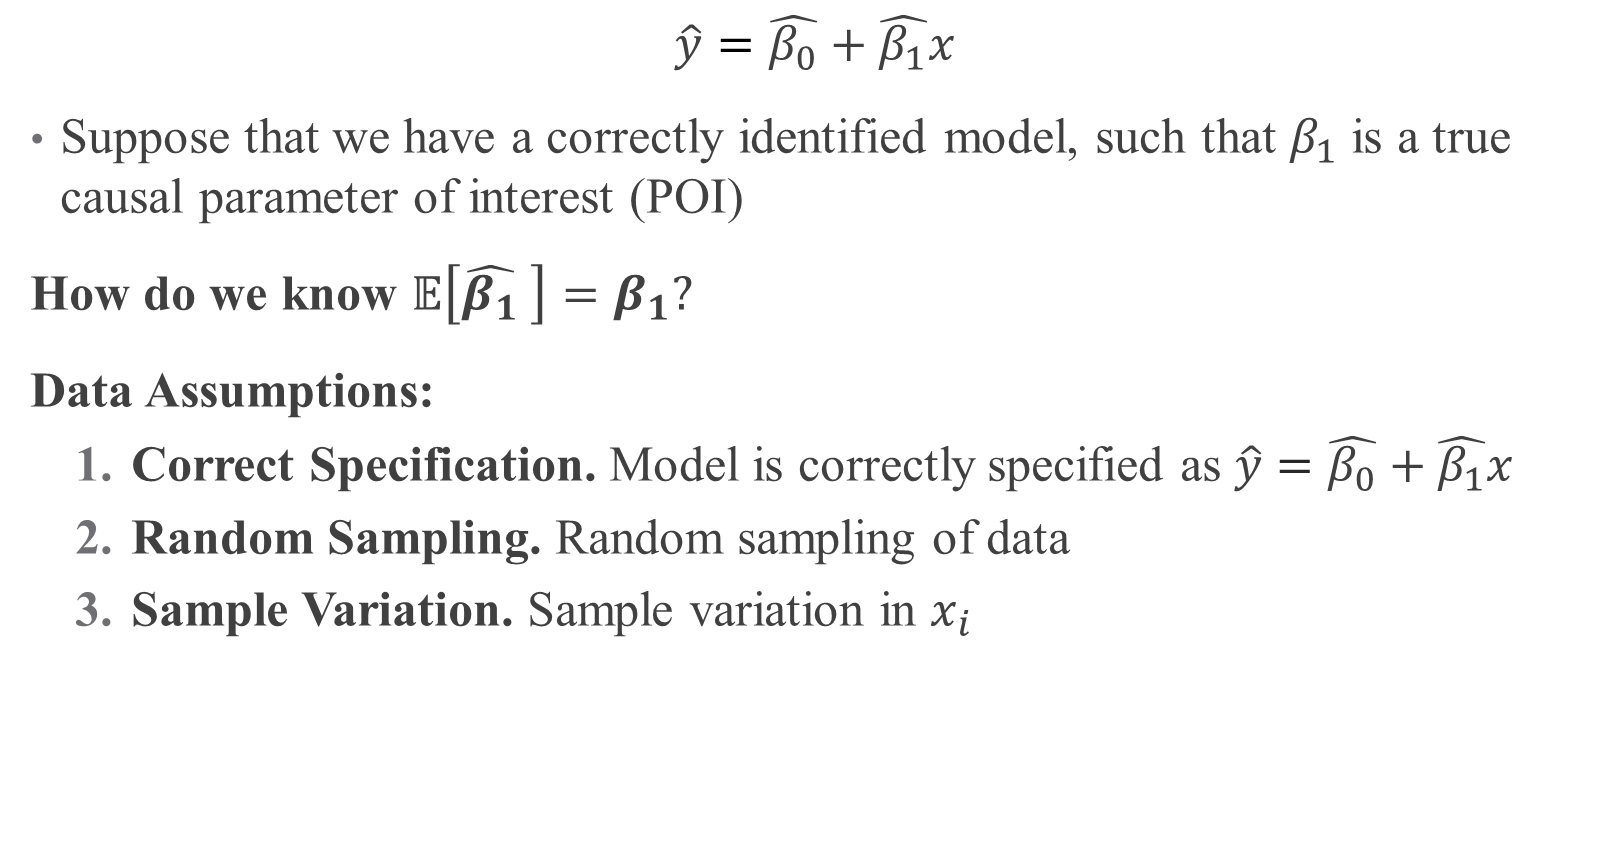 ŷ = β̂₀ + β̂₁x
• Suppose that we have a correctly identified model, such that β₁ is a true
causal parameter of interest (POI)
How do we know 𝔼[β̂₁] = β₁?
Data Assumptions:
1. Correct Specification. Model is correctly specified as ŷ = β̂₀ + β̂₁x
2. Random Sampling. Random sampling of data
3. Sample Variation. Sample variation in xᵢ